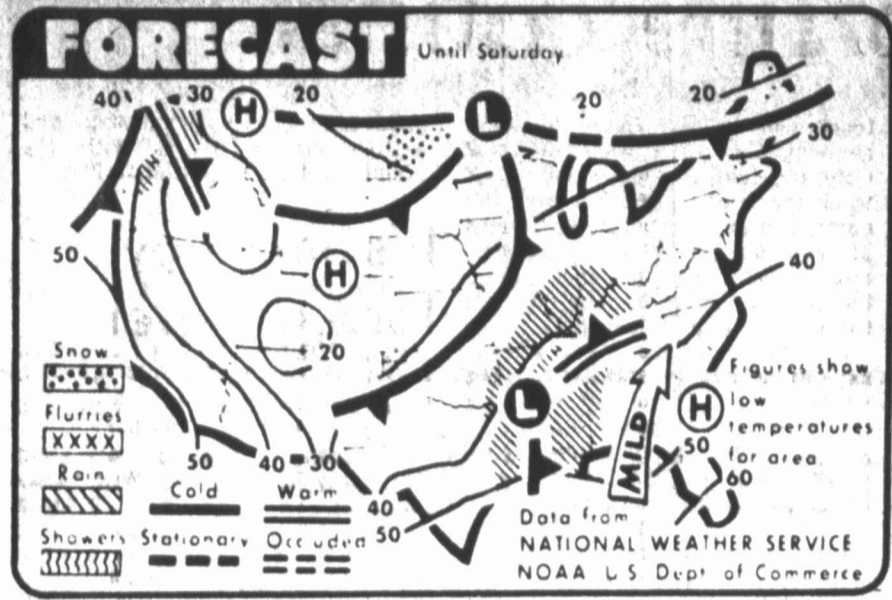 FORECAST
Until Saturday
40 30 H 20 L 20 20
30
50
H
40
20
Snow
Flurries
XXXX
Rain
Showers
Cold
Warm
Stationary
Occluded
50 40 30
40
50
L
MILD
H
50
60
Figures show
low
temperatures
for area
Data from
NATIONAL WEATHER SERVICE
NOAA U S Dept of Commerce